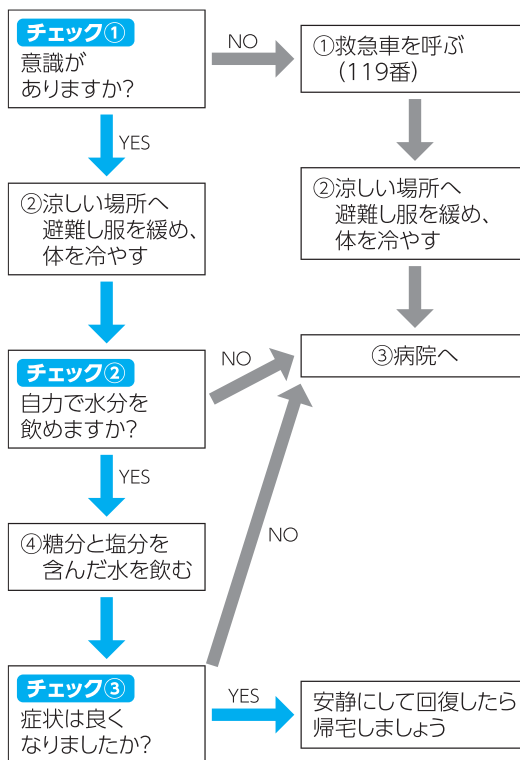 チェック①
意識が
ありますか?
NO
①救急車を呼ぶ
(119番)
YES
②涼しい場所へ
避難し服を緩め、
体を冷やす
②涼しい場所へ
避難し服を緩め、
体を冷やす
チェック②
自力で水分を
飲めますか?
NO
③病院へ
YES
④糖分と塩分を
含んだ水を飲む
NO
チェック③
症状は良く
なりましたか?
YES
安静にして回復したら
帰宅しましょう